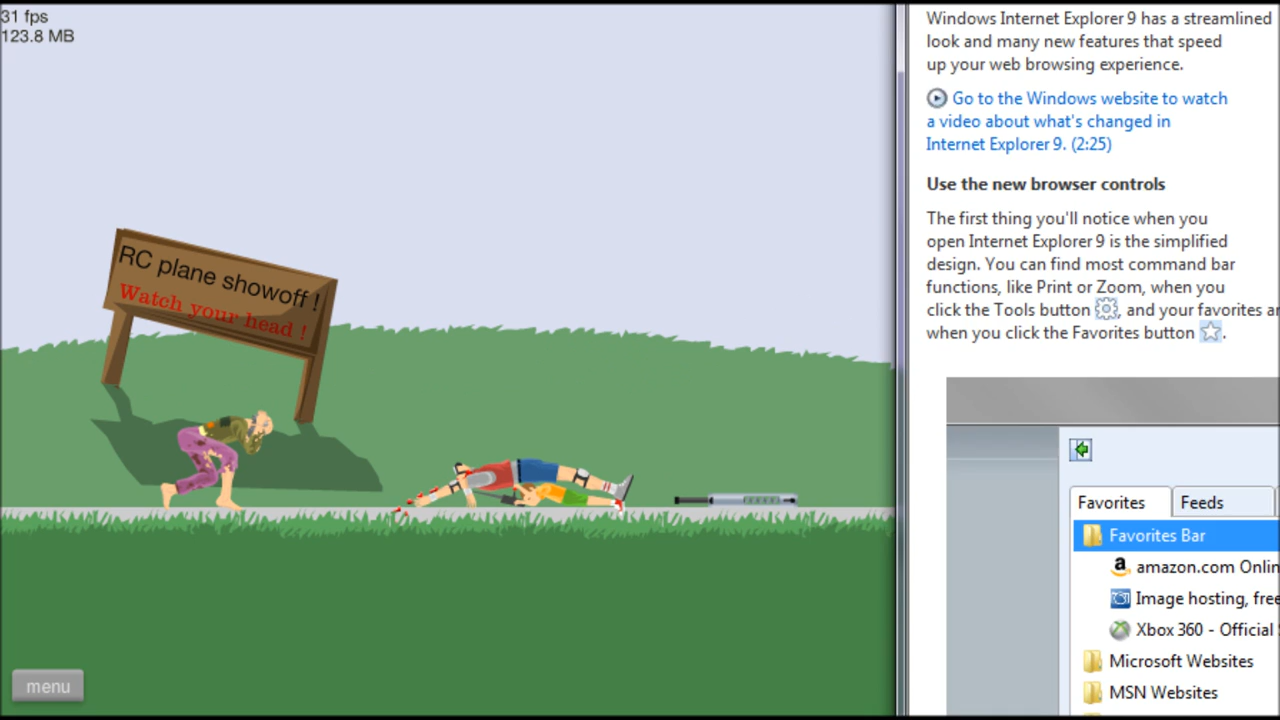 31 fps
123.8 MB
RC plane showoff !
Watch your head !
menu
Windows Internet Explorer 9 has a streamlined
look and many new features that speed
up your web browsing experience.
Go to the Windows website to watch
a video about what's changed in
Internet Explorer 9. (2:25)
Use the new browser controls
The first thing you'll notice when you
open Internet Explorer 9 is the simplified
design. You can find most command bar
functions, like Print or Zoom, when you
click the Tools button , and your favorites
when you click the Favorites button .
Favorites Feeds
Favorites Bar
amazon.com
Image hosting,
Xbox 360 - Official
Microsoft Websites
MSN Websites